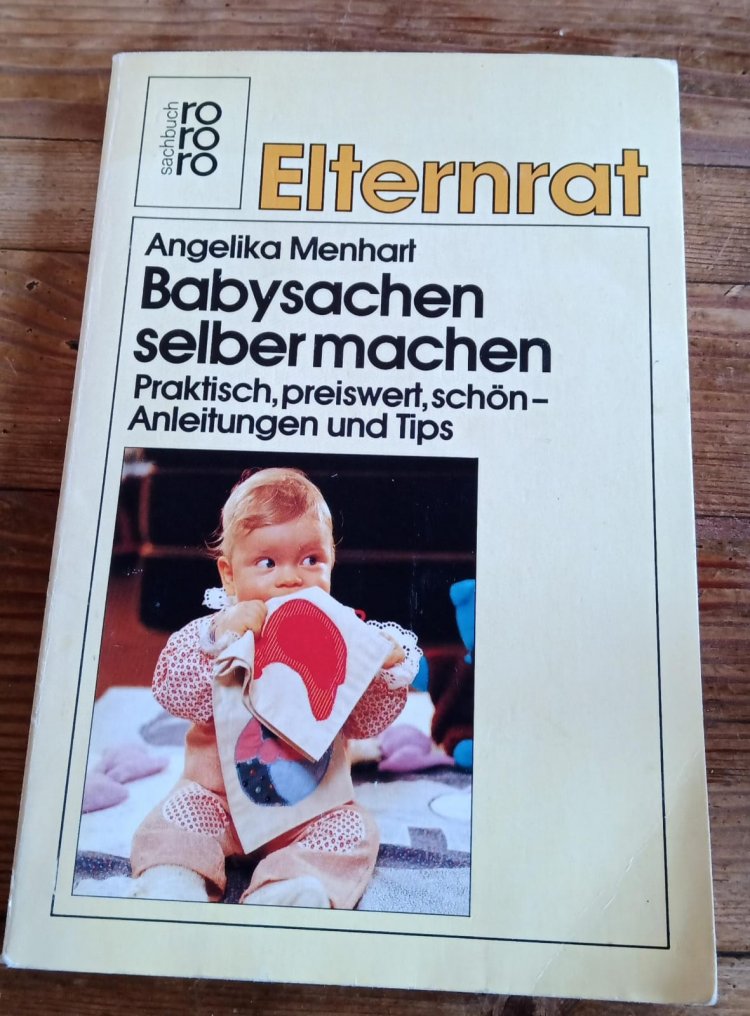 sachbuch
ro
ro
ro
Elternrat
Angelika Menhart
Babysachen
selber machen
Praktisch, preiswert, schön–
Anleitungen und Tips